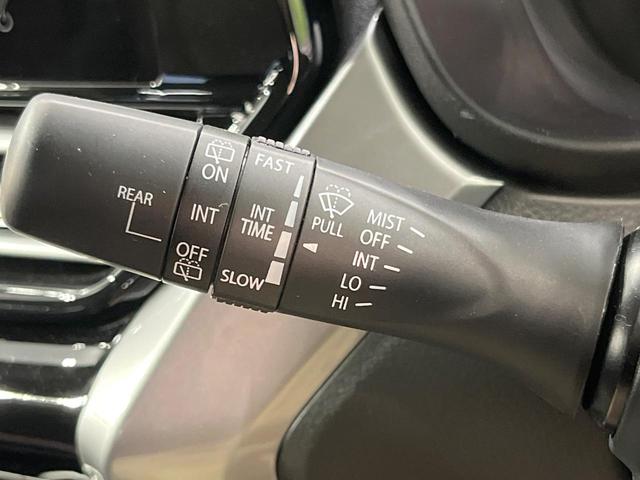 REAR
ON
INT
OFF
FAST
INT
TIME
SLOW
PULL
MIST
OFF
INT
LO
HI